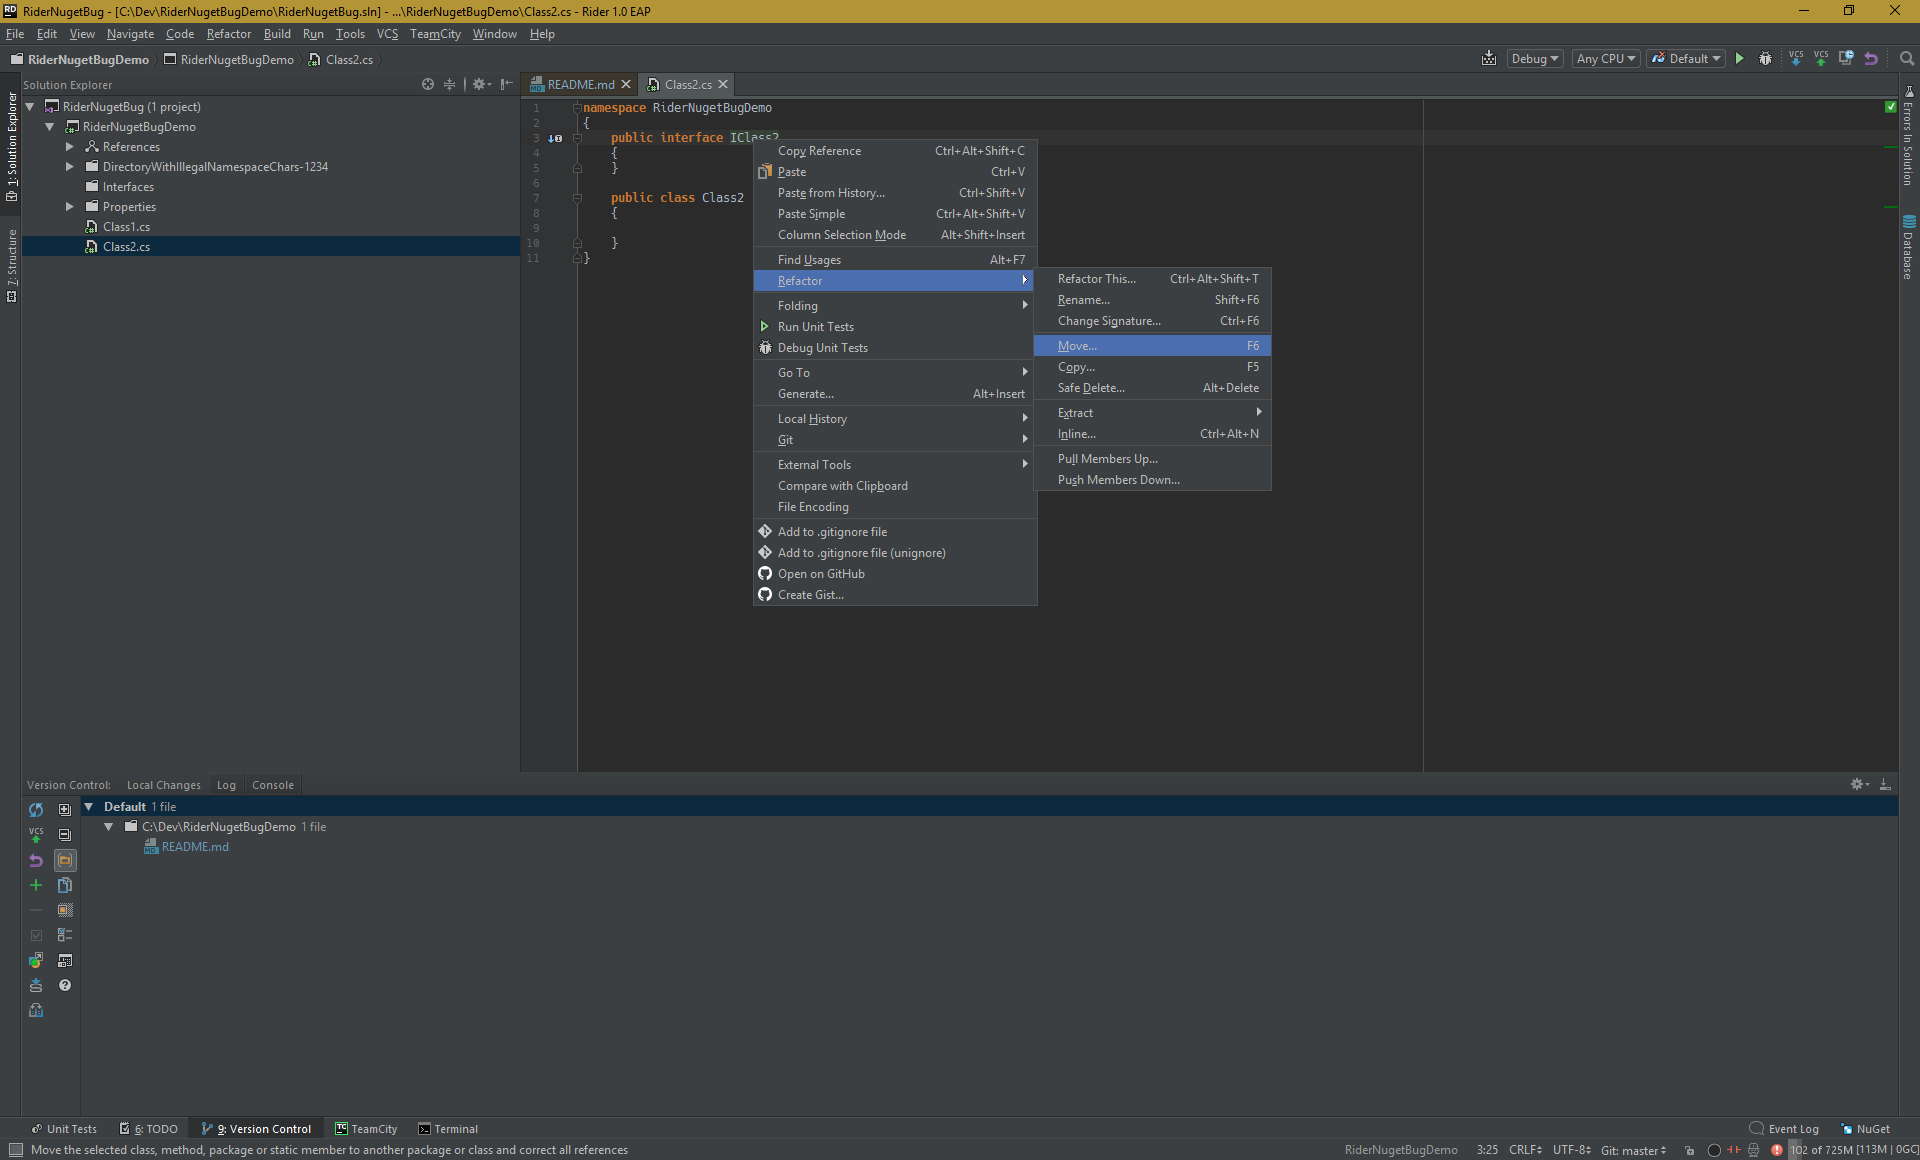 RiderNugetBug - [C:\Dev\RiderNugetBugDemo\RiderNugetBug.sln] - ...\RiderNugetBugDemo\Class2.cs - Rider 1.0 EAP
File Edit View Navigate Code Refactor Build Run Tools VCS TeamCity Window Help
RiderNugetBugDemo RiderNugetBugDemo Class2.cs
Debug Any CPU Default VCS VCS
Solution Explorer
README.md Class2.cs
RiderNugetBug (1 project)
RiderNugetBugDemo
References
DirectoryWithIllegalNamespaceChars-1234
Interfaces
Properties
Class1.cs
Class2.cs
1: Solution Explorer
7: Structure
1 namespace RiderNugetBugDemo
2 {
3 public interface IClass2
4 {
5 }
6
7 public class Class2
8 {
9
10 }
11 }
Copy Reference Ctrl+Alt+Shift+C
Paste Ctrl+V
Paste from History... Ctrl+Shift+V
Paste Simple Ctrl+Alt+Shift+V
Column Selection Mode Alt+Shift+Insert
Find Usages Alt+F7
Refactor
Folding
Run Unit Tests
Debug Unit Tests
Go To
Generate... Alt+Insert
Local History
Git
External Tools
Compare with Clipboard
File Encoding
Add to .gitignore file
Add to .gitignore file (unignore)
Open on GitHub
Create Gist...
Refactor This... Ctrl+Alt+Shift+T
Rename... Shift+F6
Change Signature... Ctrl+F6
Move... F6
Copy... F5
Safe Delete... Alt+Delete
Extract
Inline... Ctrl+Alt+N
Pull Members Up...
Push Members Down...
Errors In Solution
Database
Version Control: Local Changes Log Console
Default 1 file
C:\Dev\RiderNugetBugDemo 1 file
README.md
VCS
Unit Tests 6: TODO 9: Version Control TeamCity Terminal Event Log NuGet
Move the selected class, method, package or static member to another package or class and correct all references RiderNugetBugDemo 3:25 CRLF UTF-8 Git: master 102 of 725M [113M | 0GC]